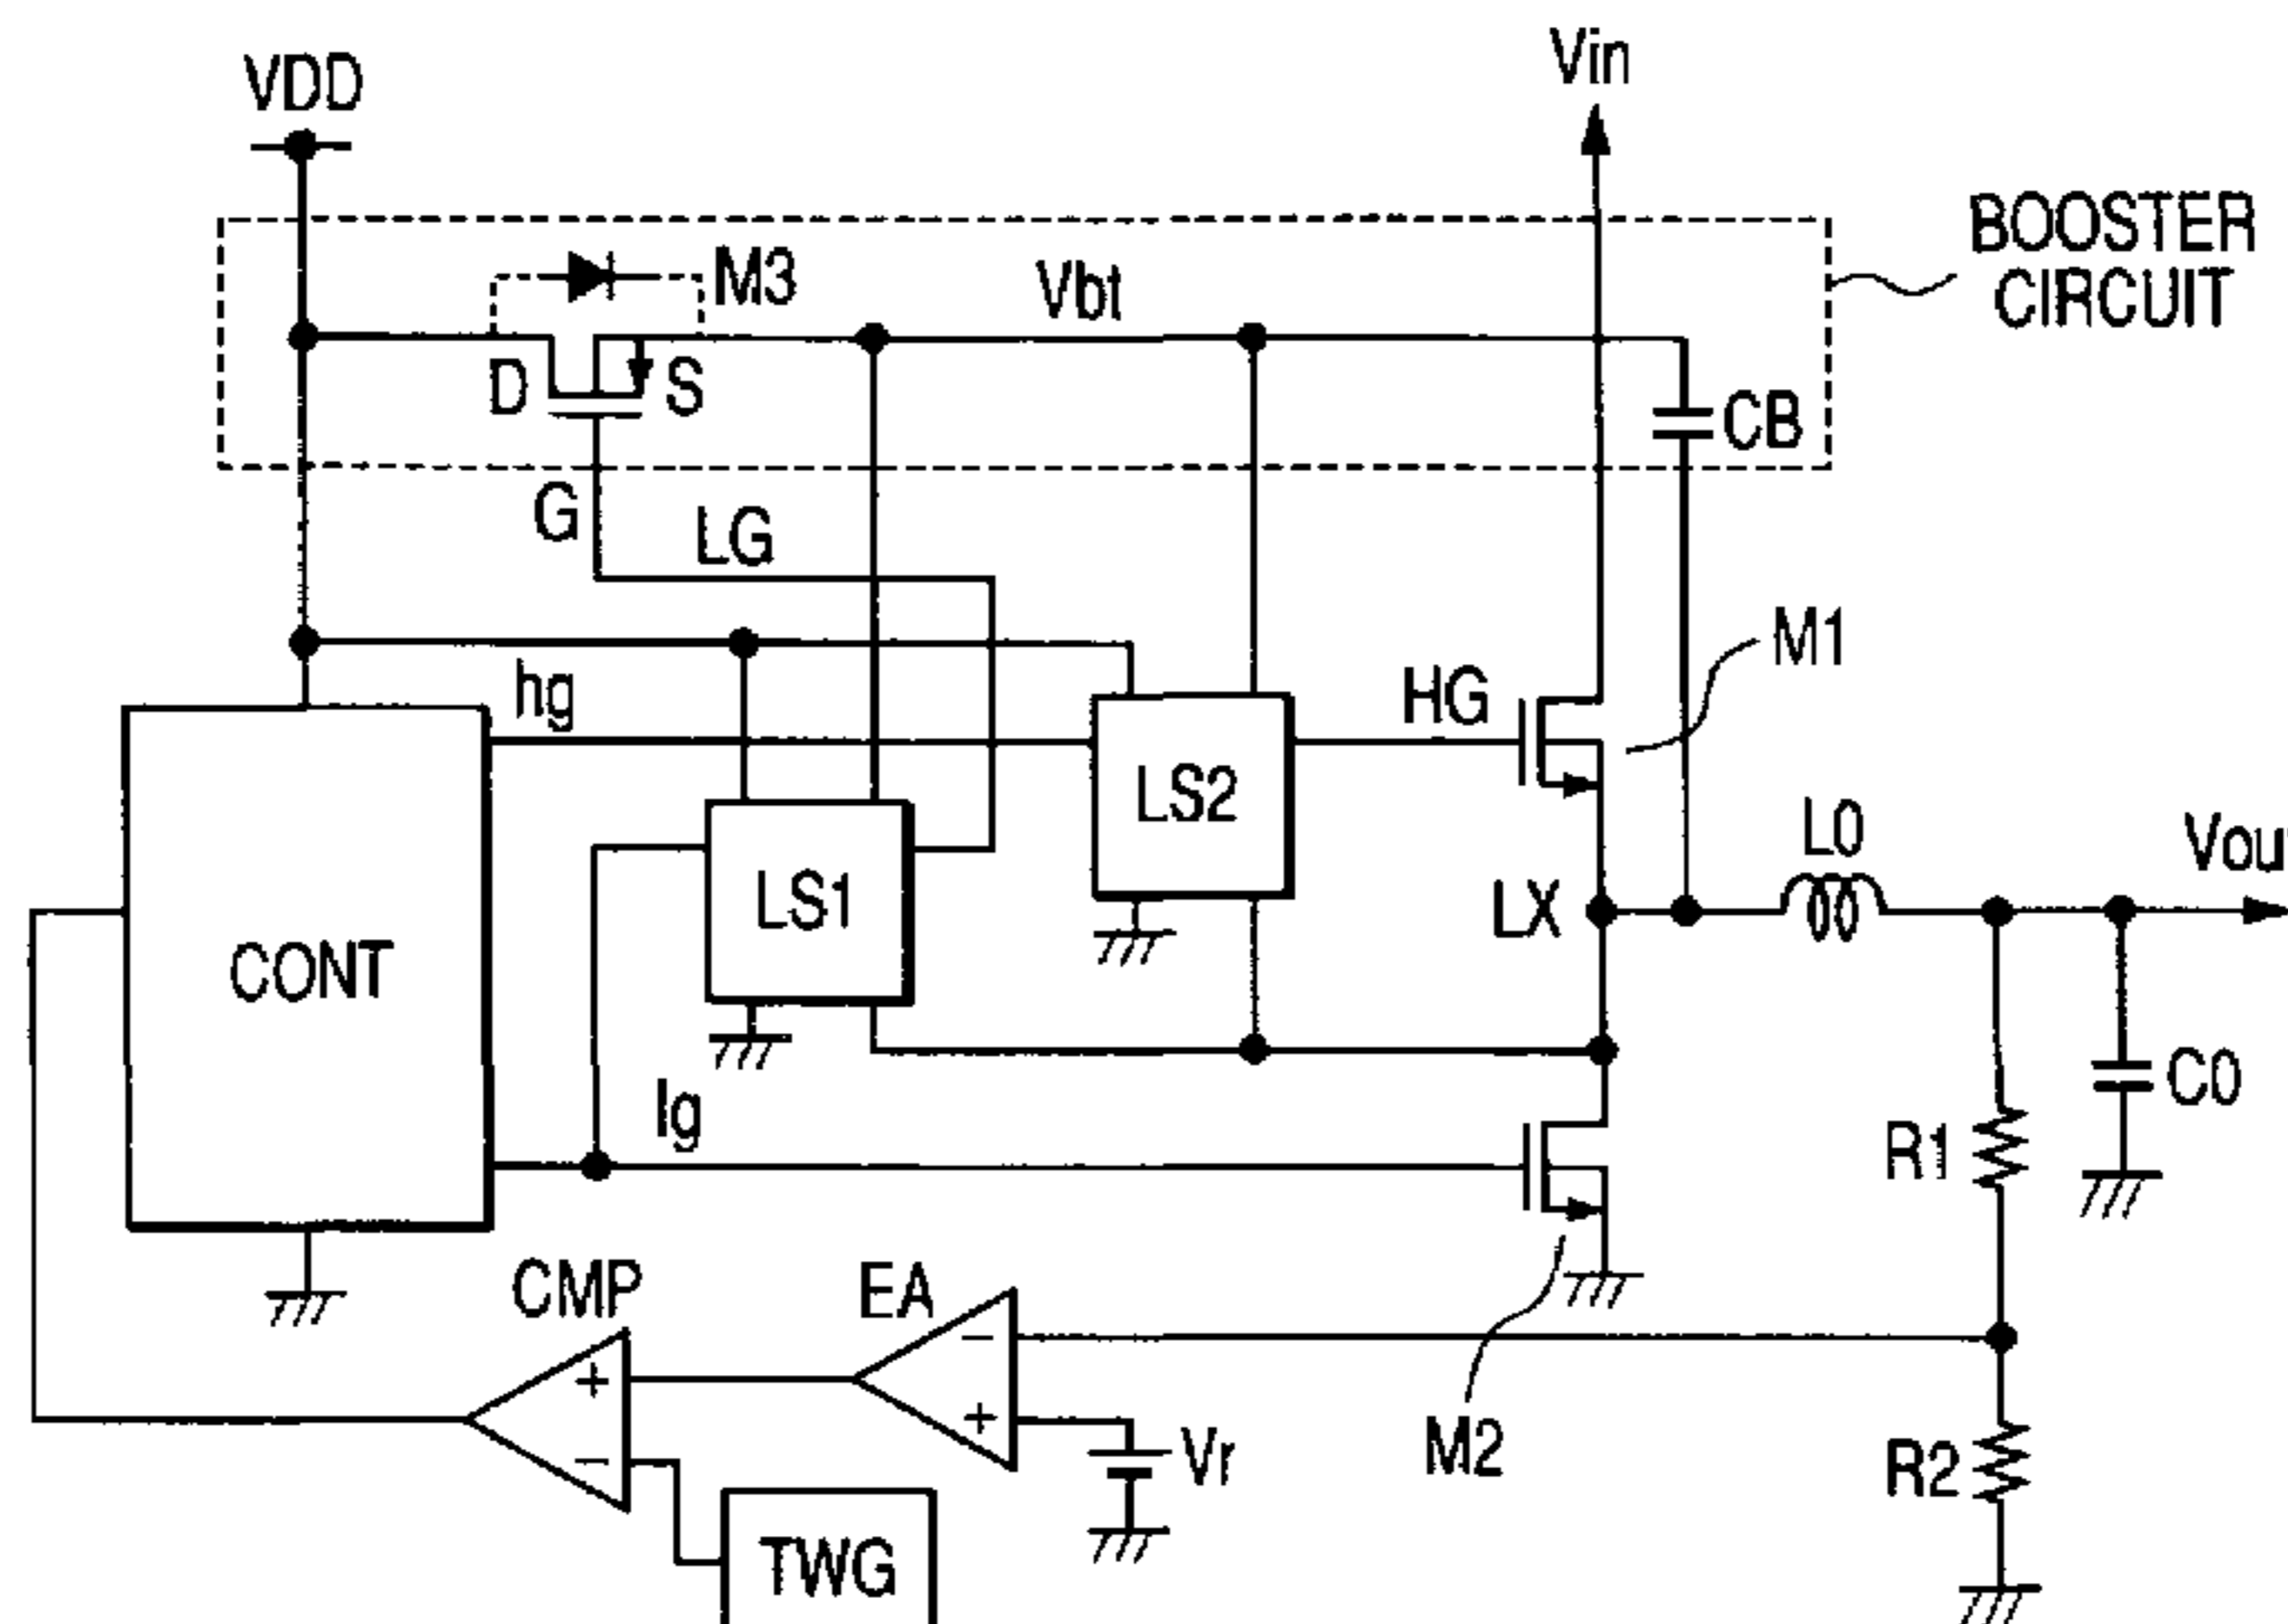 VDD
Vin
BOOSTER
CIRCUIT
M3
Vbt
D
S
CB
G
LG
M1
hg
HG
LS2
L0
Vou
LS1
LX
CONT
C0
lg
R1
CMP
EA
−
+
+
−
Vr
M2
R2
TWG